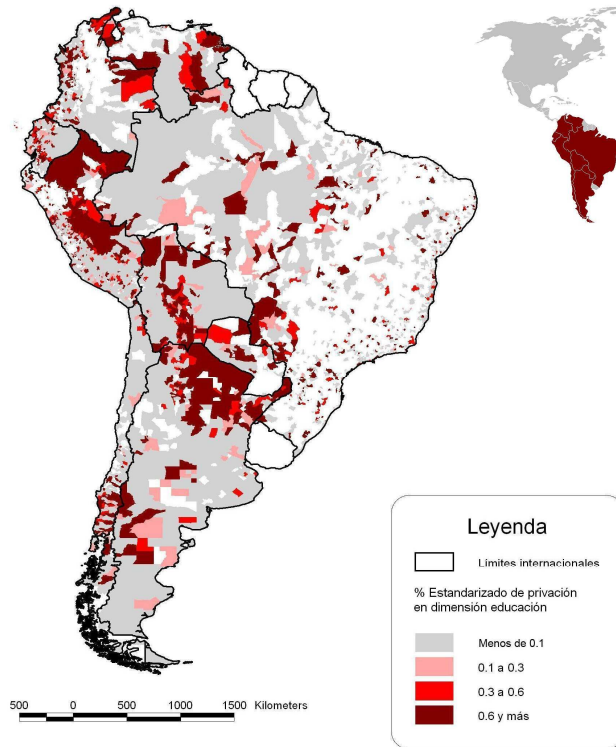 Leyenda
Límites internacionales
% Estandarizado de privación
en dimensión educación
Menos de 0.1
0.1 a 0.3
0.3 a 0.6
0.6 y más
500 0 500 1000 1500 Kilometers